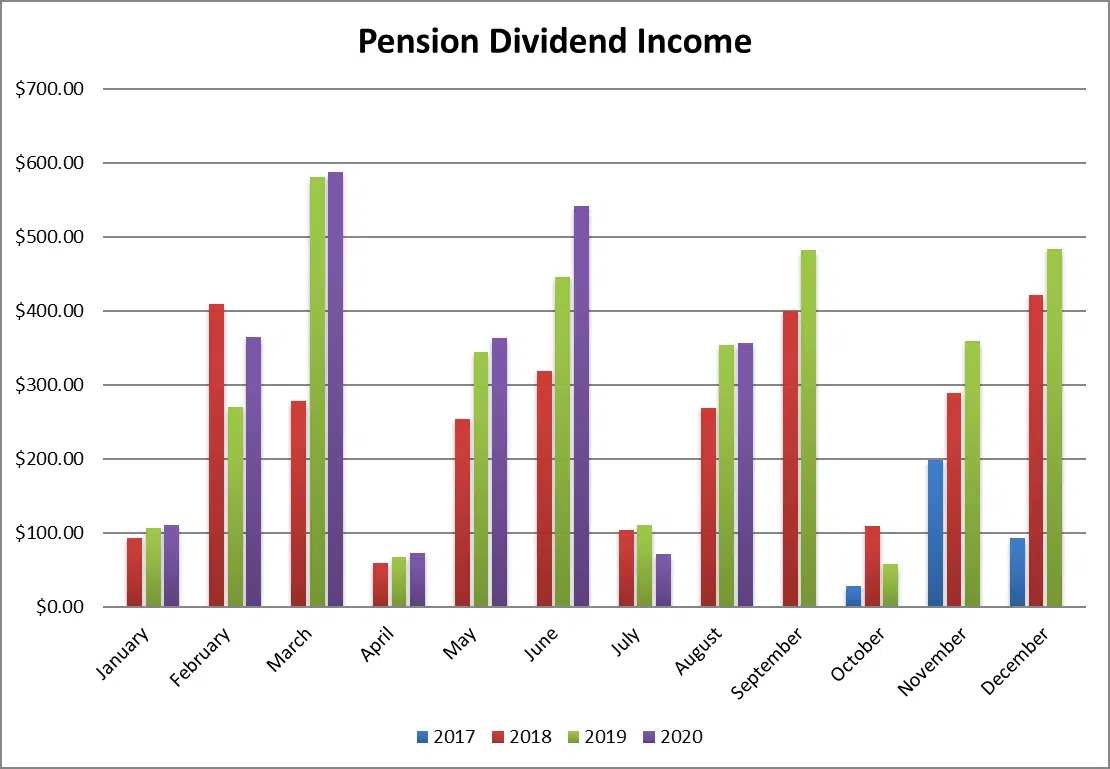 Pension Dividend Income
$700.00
$600.00
$500.00
$400.00
$300.00
$200.00
$100.00
$0.00
January
February
March
April
May
June
July
August
September
October
November
December
2017 2018 2019 2020